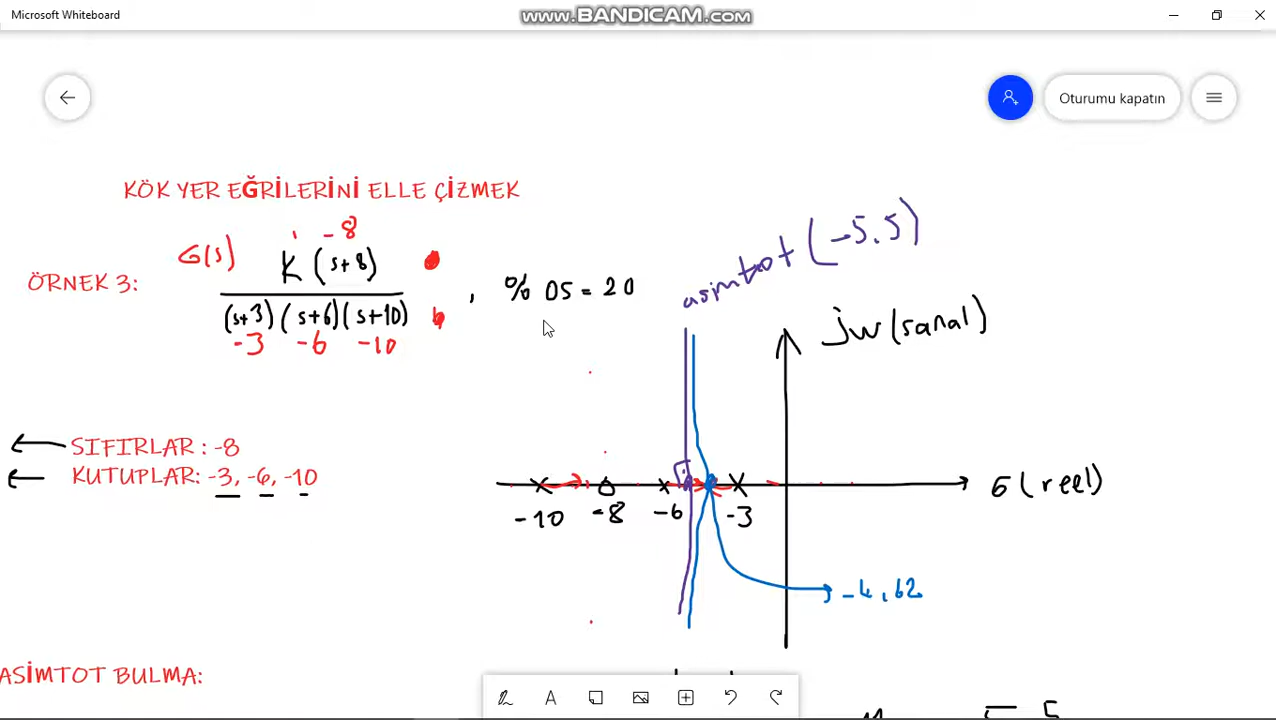 Microsoft Whiteboard
www.BANDICAM.com
Oturumu kapatın
KÖK YER EĞRİLERİNİ ELLE ÇİZMEK
G(s)
-8
K (s+8)
ÖRNEK 3:
, % OS = 20
(s+3) (s+6) (s+10)
-3 -6 -10
asimtot (-5.5)
jw (sanal)
SIFIRLAR : -8
KUTUPLAR: -3, -6, -10
σ (reel)
-10 -8 -6 -3
-4,62
ASİMTOT BULMA: